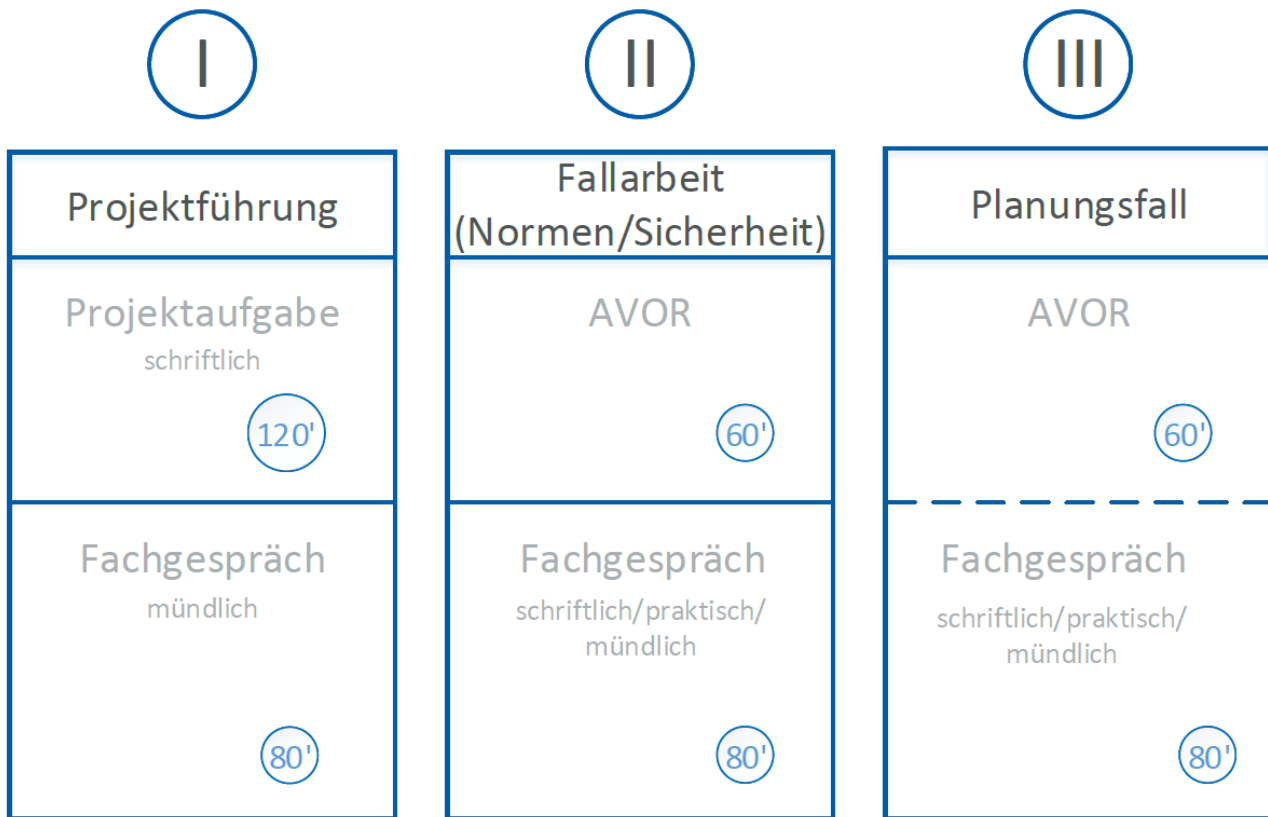 I
Projektführung
Projektaufgabe
schriftlich
120'
Fachgespräch
mündlich
80'
II
Fallarbeit
(Normen/Sicherheit)
AVOR
60'
Fachgespräch
schriftlich/praktisch/
mündlich
80'
III
Planungsfall
AVOR
60'
Fachgespräch
schriftlich/praktisch/
mündlich
80'